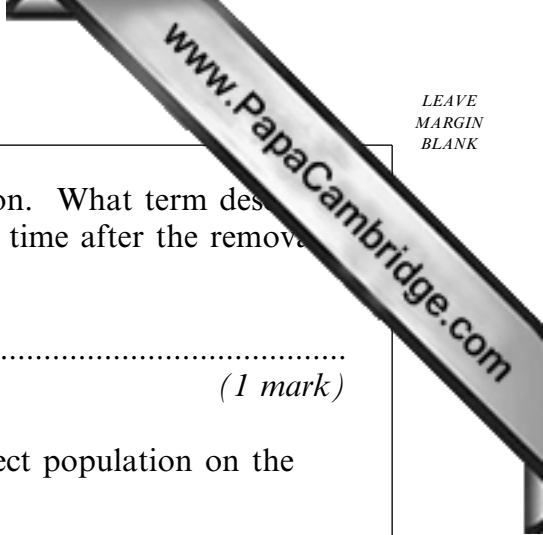 www.PapaCambridge.com
LEAVE
MARGIN
BLANK
on. What term des
time after the remova
(1 mark)
ect population on the